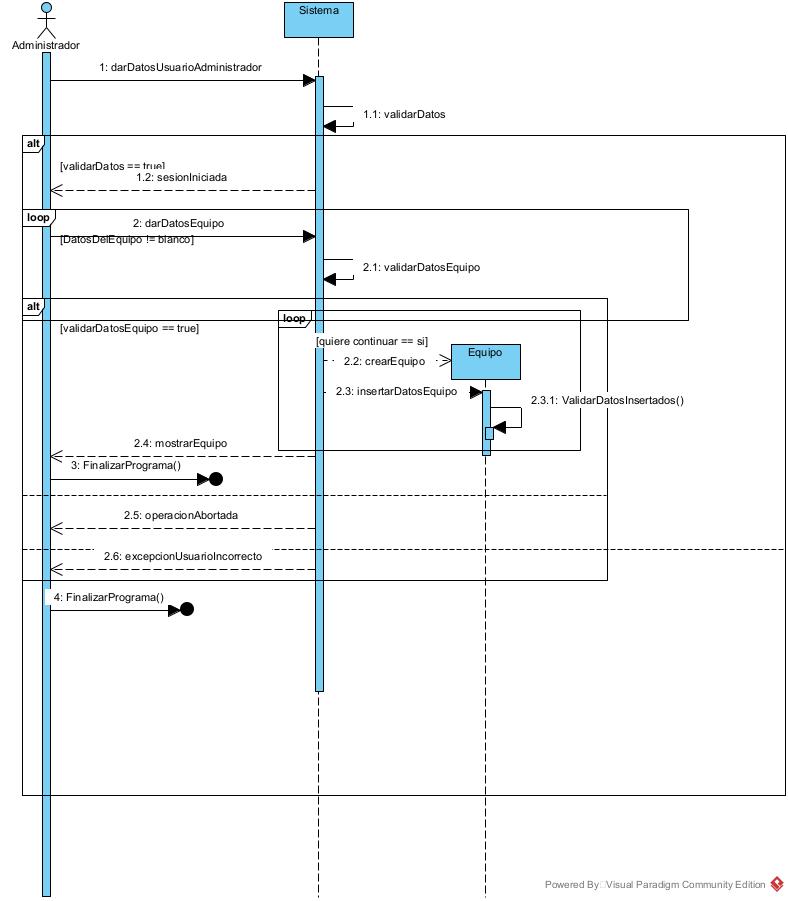 Sistema
Administrador
1: darDatosUsuarioAdministrador
1.1: validarDatos
alt
[validarDatos == true]
1.2: sesionIniciada
loop
2: darDatosEquipo
[DatosDelEquipo != blanco]
2.1: validarDatosEquipo
alt
loop
[validarDatosEquipo == true]
[quiere continuar == si]
Equipo
2.2: crearEquipo
2.3: insertarDatosEquipo
2.3.1: ValidarDatosInsertados()
2.4: mostrarEquipo
3: FinalizarPrograma()
2.5: operacionAbortada
2.6: excepcionUsuarioIncorrecto
4: FinalizarPrograma()
Powered By Visual Paradigm Community Edition